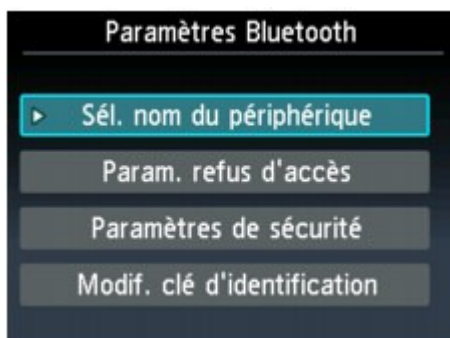 Paramètres Bluetooth
Sél. nom du périphérique
Param. refus d'accès
Paramètres de sécurité
Modif. clé d'identification